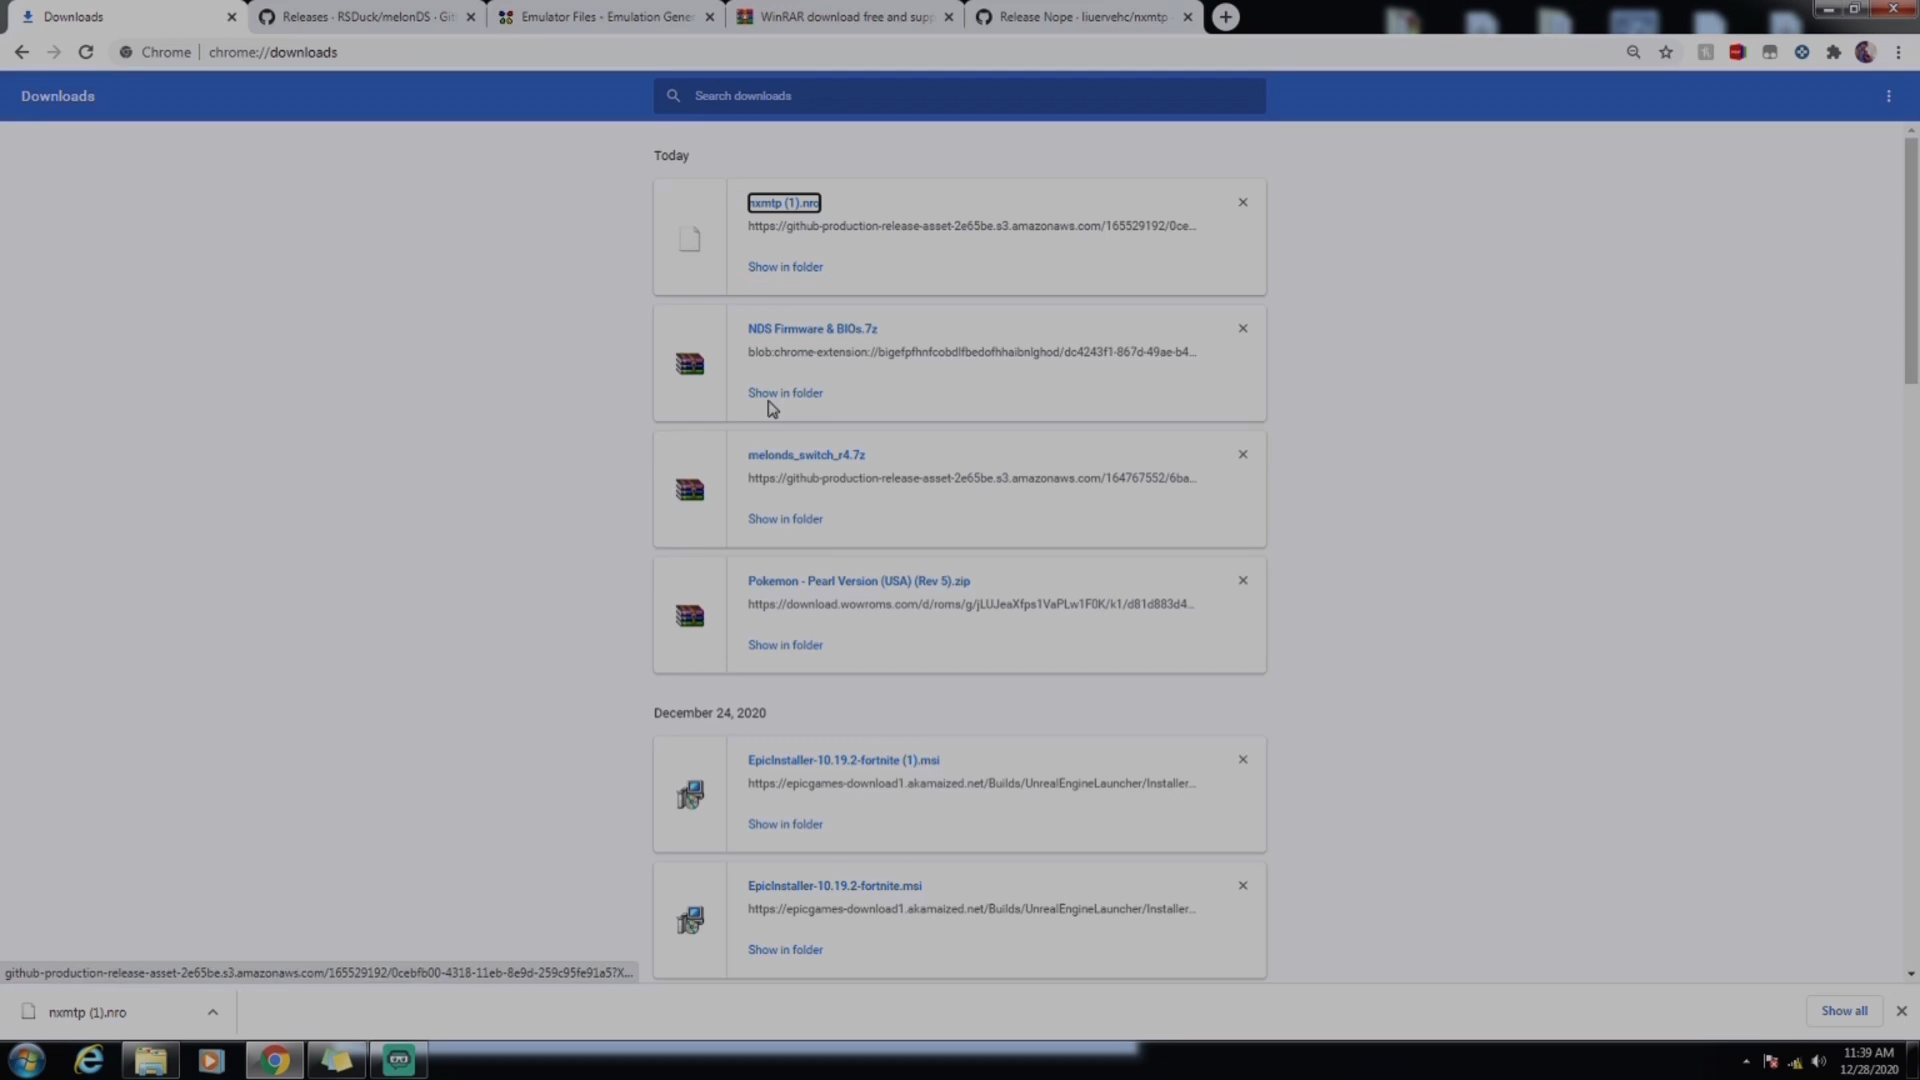 Downloads
Releases · RSDuck/melonDS · Git
Emulator Files - Emulation Gene
WinRAR download free and supp
Release Nope · liuervehc/nxmtp
Chrome
chrome://downloads
Downloads
Search downloads
Today
nxmtp (1).nro
https://github-production-release-asset-2e65be.s3.amazonaws.com/165529192/0ce...
Show in folder
NDS Firmware & BIOs.7z
blob:chrome-extension://bigefpfhnfcobdlfbedofhhaibnlghod/dc4243f1-867d-49ae-b4...
Show in folder
melonds_switch_r4.7z
https://github-production-release-asset-2e65be.s3.amazonaws.com/164767552/6ba...
Show in folder
Pokemon - Pearl Version (USA) (Rev 5).zip
https://download.wowroms.com/d/roms/g/jLUJeaXfps1VaPLw1F0K/k1/d81d883d4...
Show in folder
December 24, 2020
EpicInstaller-10.19.2-fortnite (1).msi
https://epicgames-download1.akamaized.net/Builds/UnrealEngineLauncher/Installer...
Show in folder
EpicInstaller-10.19.2-fortnite.msi
https://epicgames-download1.akamaized.net/Builds/UnrealEngineLauncher/Installer...
Show in folder
github-production-release-asset-2e65be.s3.amazonaws.com/165529192/0cebfb00-4318-11eb-8e9d-259c95fe91a5?X...
nxmtp (1).nro
Show all
11:39 AM
12/28/2020